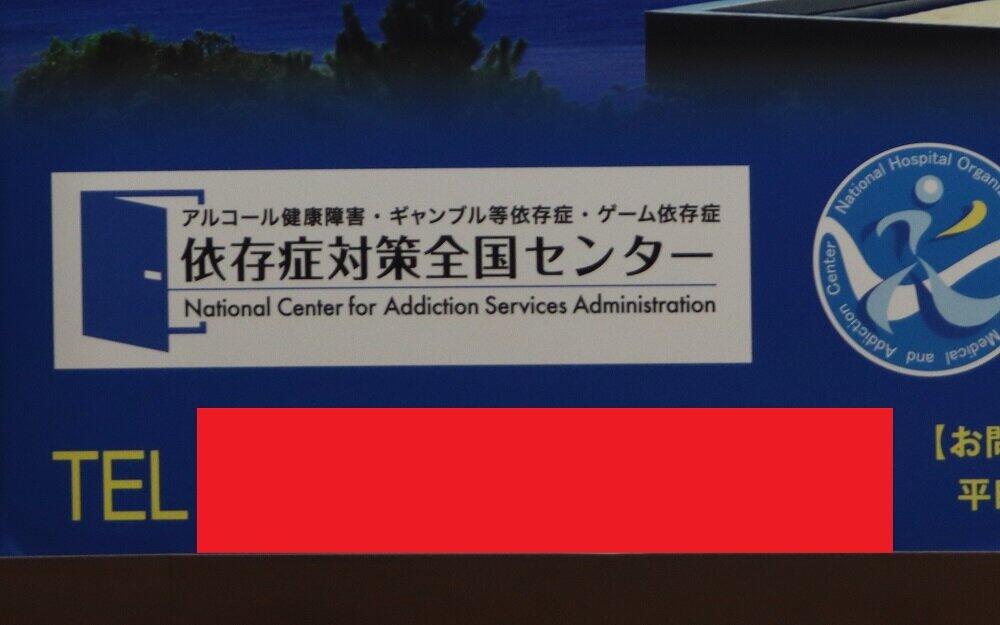 アルコール健康障害・ギャンブル等依存症・ゲーム依存症
依存症対策全国センター
National Center for Addiction Services Administration
National Hospital Organ
Medical and Addiction Center
TEL
【お問
平日